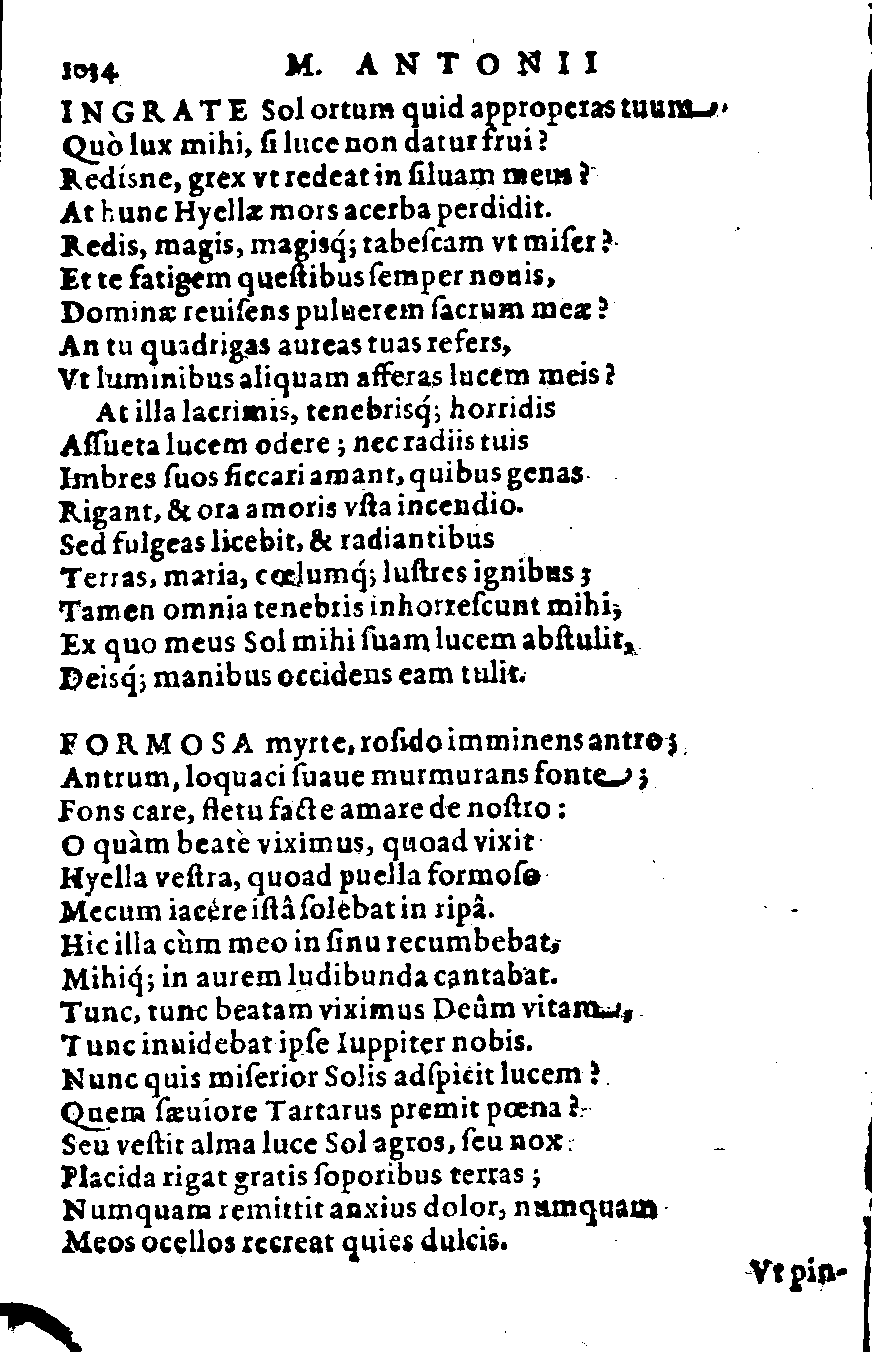 1034 M. ANTONII
INGRATE Sol ortum quid approperas tuum,
Quò lux mihi, ſi luce non datur frui?
Redísne, grex vt redeat in ſiluam meus?
At hunc Hyellæ mors acerba perdidit.
Redis, magis, magisq́; tabeſcam vt miſer?
Et te fatigem queſtibus ſemper nouis,
Dominæ reuiſens puluerem ſacrum meæ?
An tu quadrigas aureas tuas refers,
Vt luminibus aliquam afferas lucem meis?
At illa lacrimis, tenebrisq́; horridis
Aſſueta lucem odere; nec radiis tuis
Imbres ſuos ſiccari amant, quibus genas
Rigant, & ora amoris vſta incendio.
Sed fulgeas licebit, & radiantibus
Terras, maria, cœlumq́; luſtres ignibus;
Tamen omnia tenebris inhorreſcunt mihi;
Ex quo meus Sol mihi ſuam lucem abſtulit,
Deisq́; manibus occidens eam tulit.
FORMOSA myrte, roſido imminens antro;
Antrum, loquaci ſuaue murmurans fonte;
Fons care, fletu facte amare de noſtro:
O quàm beatè viximus, quoad vixit
Hyella veſtra, quoad puella formoſo
Mecum iacére iſtâ ſolebat in ripâ.
Hic illa cùm meo in ſinu recumbebat,
Mihiq́; in aurem ludibunda cantabat.
Tunc, tunc beatam viximus Deûm vitam,
Tunc inuidebat ipſe Iuppiter nobis.
Nunc quis miſerior Solis adſpicit lucem?
Quem ſæuiore Tartarus premit pœna?
Seu veſtit alma luce Sol agros, ſeu nox
Placida rigat gratis ſoporibus terras;
Numquam remittit anxius dolor, numquam
Meos ocellos recreat quies dulcis.
Vt pin-